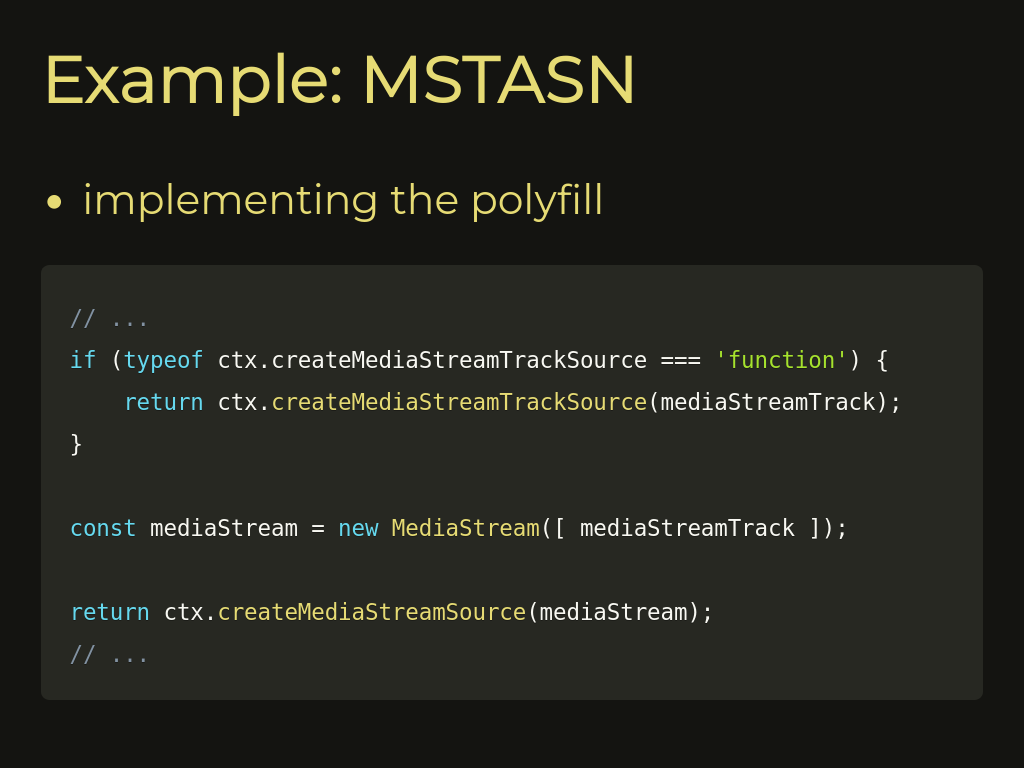 Example: MSTASN
• implementing the polyfill
// ...
if (typeof ctx.createMediaStreamTrackSource === 'function') {
    return ctx.createMediaStreamTrackSource(mediaStreamTrack);
}
const mediaStream = new MediaStream([ mediaStreamTrack ]);
return ctx.createMediaStreamSource(mediaStream);
// ...